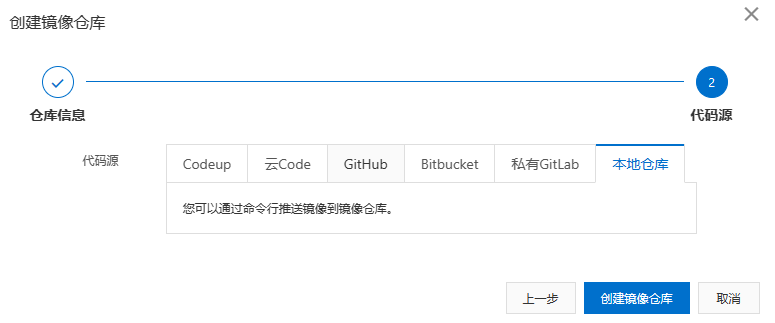 创建镜像仓库
2
仓库信息 代码源
代码源 Codeup 云Code GitHub Bitbucket 私有GitLab 本地仓库
您可以通过命令行推送镜像到镜像仓库。
上一步 创建镜像仓库 取消